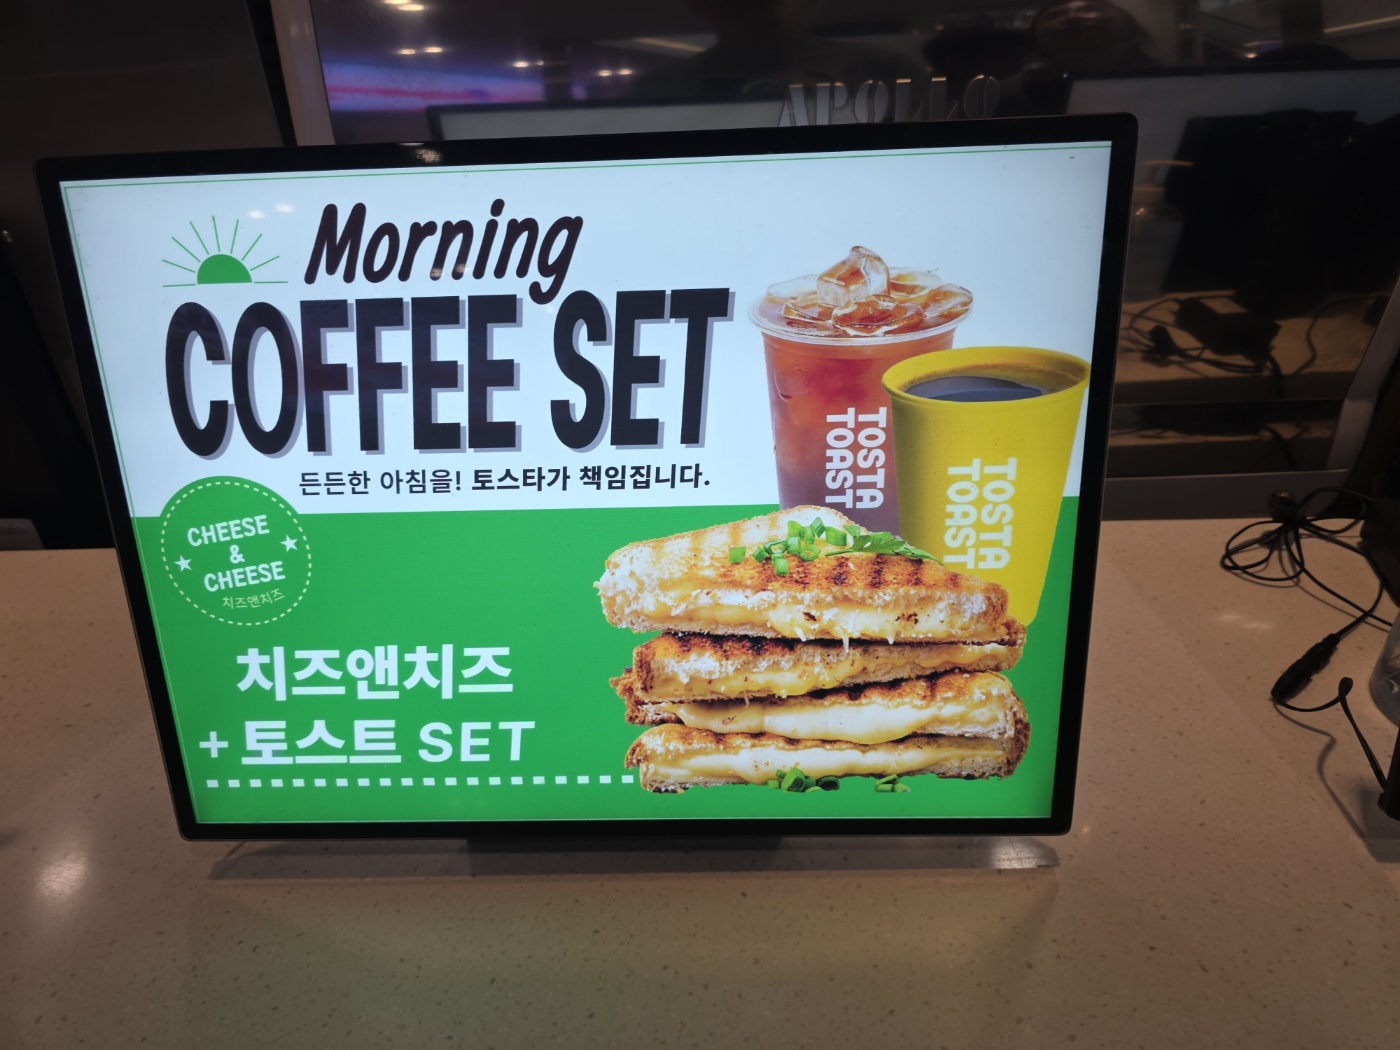 APOLLO
Morning
COFFEE SET
든든한 아침을! 토스타가 책임집니다.
TOSTA
TOAST
TOSTA
TOAST
CHEESE
&
CHEESE
치즈앤치즈
치즈앤치즈
+ 토스트 SET